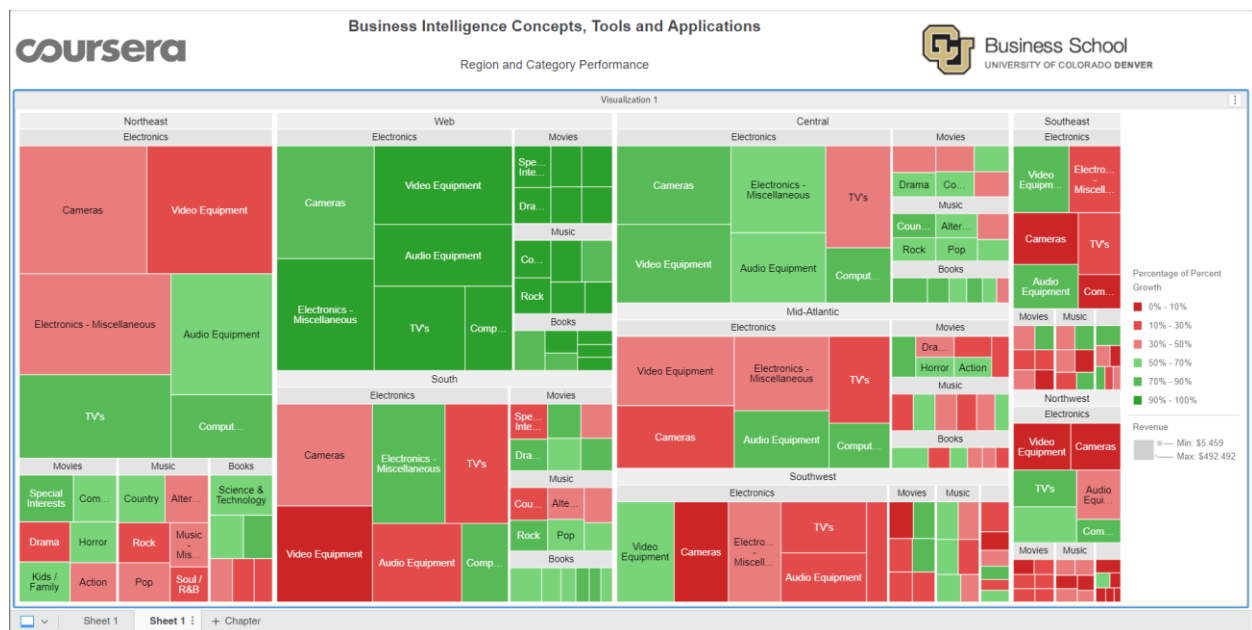 coursera
Business Intelligence Concepts, Tools and Applications
Region and Category Performance
CU
Business School
UNIVERSITY OF COLORADO DENVER
Visualization 1
Northeast
Electronics
Cameras
Video Equipment
Electronics - Miscellaneous
Audio Equipment
TV's
Comput...
Movies
Music
Books
Special
Interests
Com...
Country
Alter...
Science &
Technology
Drama
Horror
Rock
Music
-
Mis...
Kids /
Family
Action
Pop
Soul /
R&B
Web
Electronics
Movies
Cameras
Video Equipment
Spe...
Inte...
Dra...
Music
Audio Equipment
Co...
Electronics -
Miscellaneous
Rock
TV's
Comp...
Books
South
Electronics
Movies
Cameras
Electronics -
Miscellaneous
TV's
Spe...
Inte...
Dra...
Music
Cou...
Alte...
Video Equipment
Audio Equipment
Comp...
Rock
Pop
Books
Central
Electronics
Movies
Cameras
Electronics -
Miscellaneous
TV's
Drama
Co...
Music
Coun...
Alter...
Video Equipment
Audio Equipment
Comput...
Rock
Pop
Books
Mid-Atlantic
Electronics
Movies
Video Equipment
Electronics -
Miscellaneous
TV's
Dra...
Horror
Action
Music
Cameras
Audio Equipment
Comput...
Books
Southwest
Electronics
Movies
Music
Video
Equipment
Cameras
Electro...
-
Miscell...
TV's
Audio Equipment
Southeast
Electronics
Video
Equipm...
Electro...
-
Miscell...
Cameras
TV's
Audio
Equipment
Com...
Movies
Music
Northwest
Electronics
Video
Equipment
Cameras
TV's
Audio
Equi...
Com...
Movies
Music
Percentage of Percent
Growth
0% - 10%
10% - 30%
30% - 50%
50% - 70%
70% - 90%
90% - 100%
Revenue
Min: $5.459
Max: $492.492
Sheet 1
Sheet 1
+ Chapter